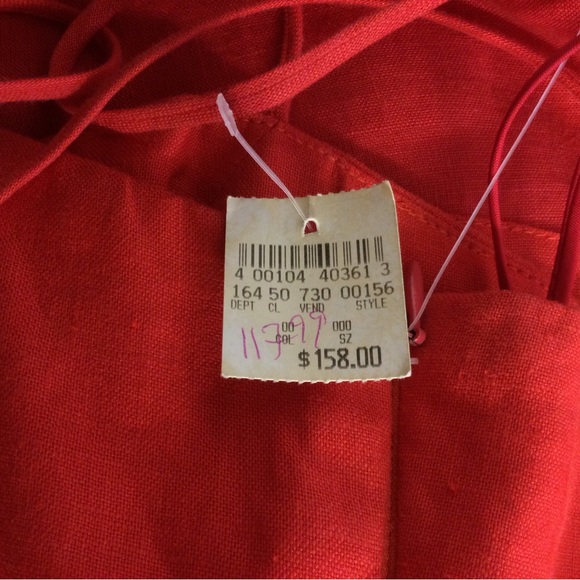 4 00104 40361 3
164 50 730 00156
DEPT CL VEND STYLE
00 000
COL SZ
117.99
$158.00